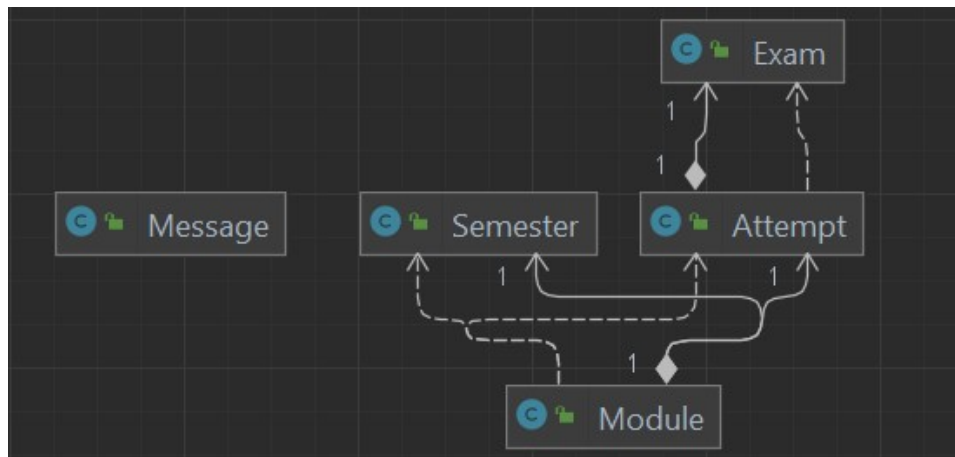 C Exam
1
1
C Message
C Semester
C Attempt
1
1
1
C Module